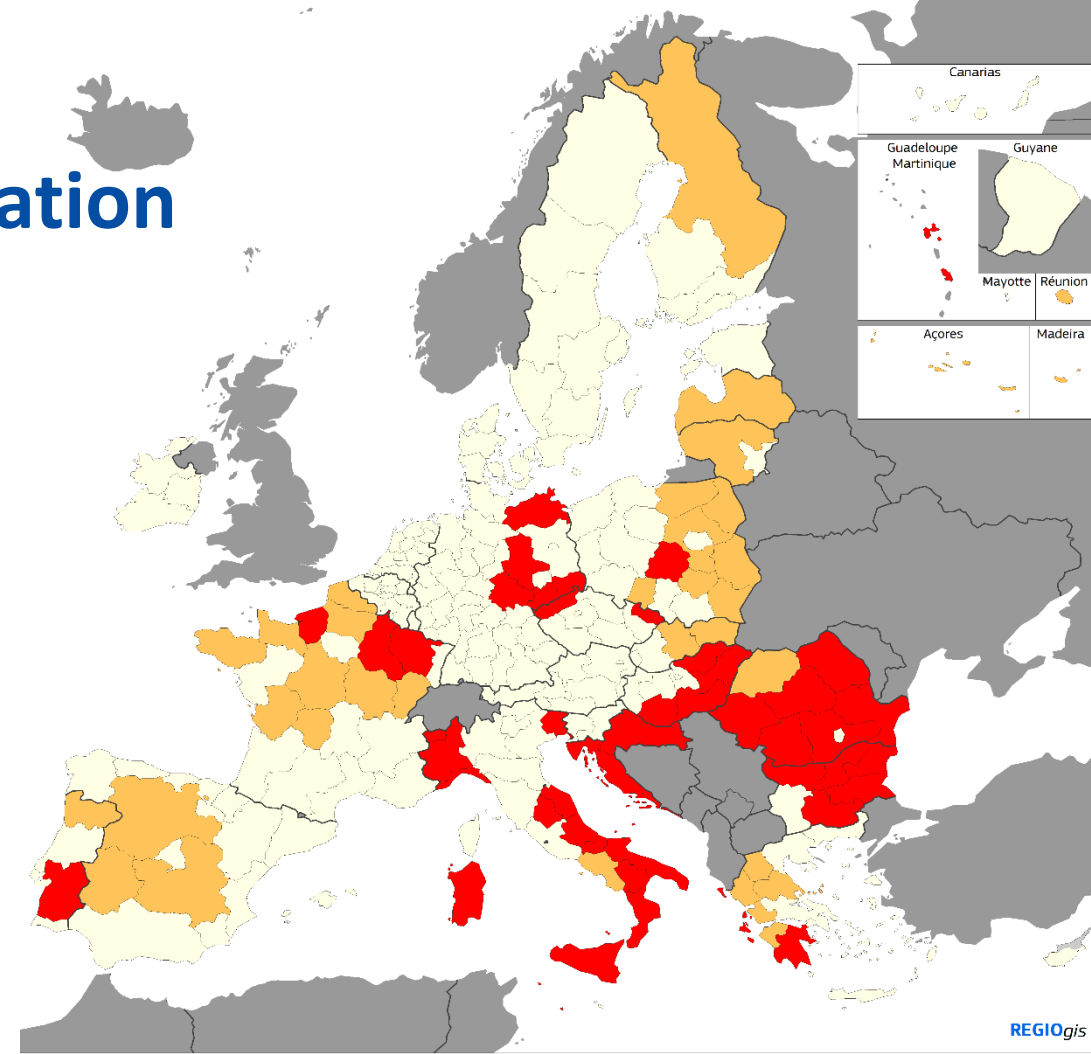 ation
Canarias
Guadeloupe
Martinique
Guyane
Mayotte
Réunion
Açores
Madeira
REGIOgis